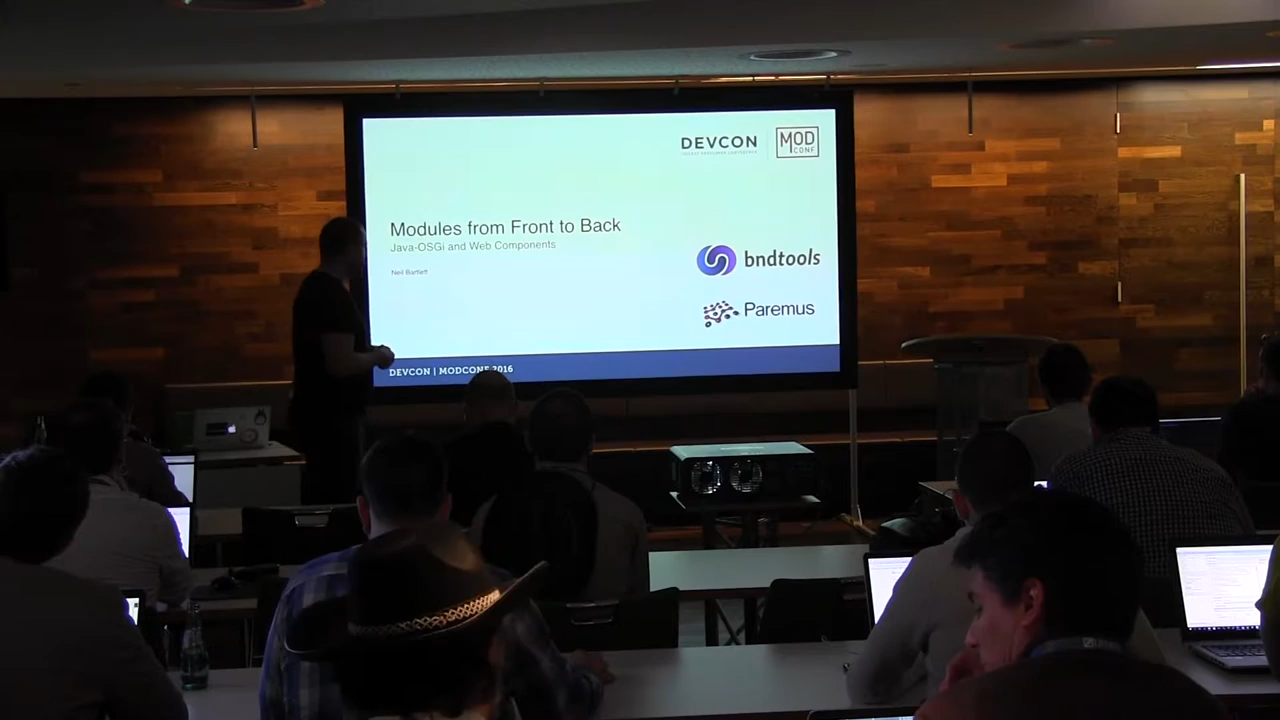 DEVCON
MOD
CONF
Modules from Front to Back
Java-OSGi and Web Components
Neil Bartlett
bndtools
Paremus
DEVCON | MODCONF 2016